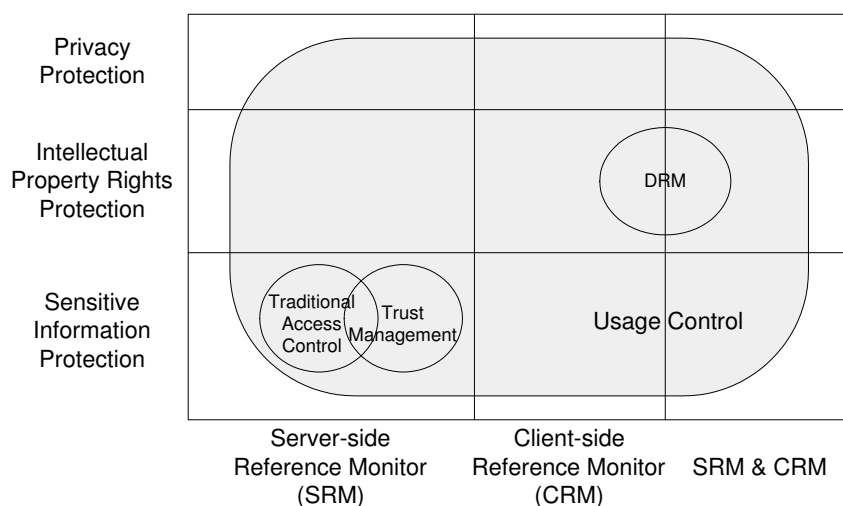 Privacy
Protection
Intellectual
Property Rights
Protection
DRM
Sensitive
Information
Protection
Traditional
Access
Control
Trust
Management
Usage Control
Server-side
Reference Monitor
(SRM)
Client-side
Reference Monitor
(CRM)
SRM & CRM